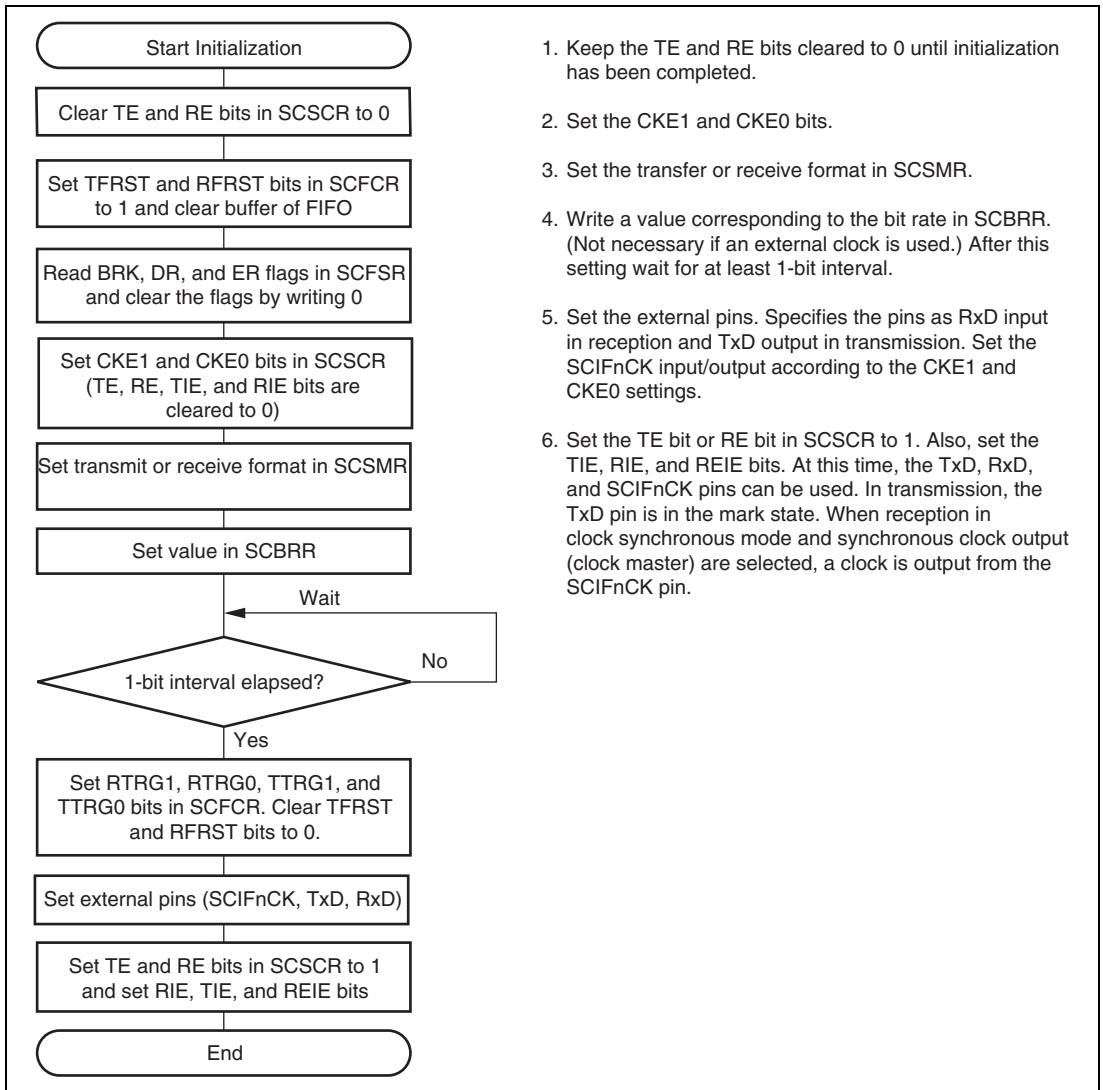 Start Initialization
Clear TE and RE bits in SCSCR to 0
Set TFRST and RFRST bits in SCFCR
to 1 and clear buffer of FIFO
Read BRK, DR, and ER flags in SCFSR
and clear the flags by writing 0
Set CKE1 and CKE0 bits in SCSCR
(TE, RE, TIE, and RIE bits are
cleared to 0)
Set transmit or receive format in SCSMR
Set value in SCBRR
Wait
1-bit interval elapsed?
No
Yes
Set RTRG1, RTRG0, TTRG1, and
TTRG0 bits in SCFCR. Clear TFRST
and RFRST bits to 0.
Set external pins (SCIFnCK, TxD, RxD)
Set TE and RE bits in SCSCR to 1
and set RIE, TIE, and REIE bits
End
1. Keep the TE and RE bits cleared to 0 until initialization
has been completed.
2. Set the CKE1 and CKE0 bits.
3. Set the transfer or receive format in SCSMR.
4. Write a value corresponding to the bit rate in SCBRR.
(Not necessary if an external clock is used.) After this
setting wait for at least 1-bit interval.
5. Set the external pins. Specifies the pins as RxD input
in reception and TxD output in transmission. Set the
SCIFnCK input/output according to the CKE1 and
CKE0 settings.
6. Set the TE bit or RE bit in SCSCR to 1. Also, set the
TIE, RIE, and REIE bits. At this time, the TxD, RxD,
and SCIFnCK pins can be used. In transmission, the
TxD pin is in the mark state. When reception in
clock synchronous mode and synchronous clock output
(clock master) are selected, a clock is output from the
SCIFnCK pin.